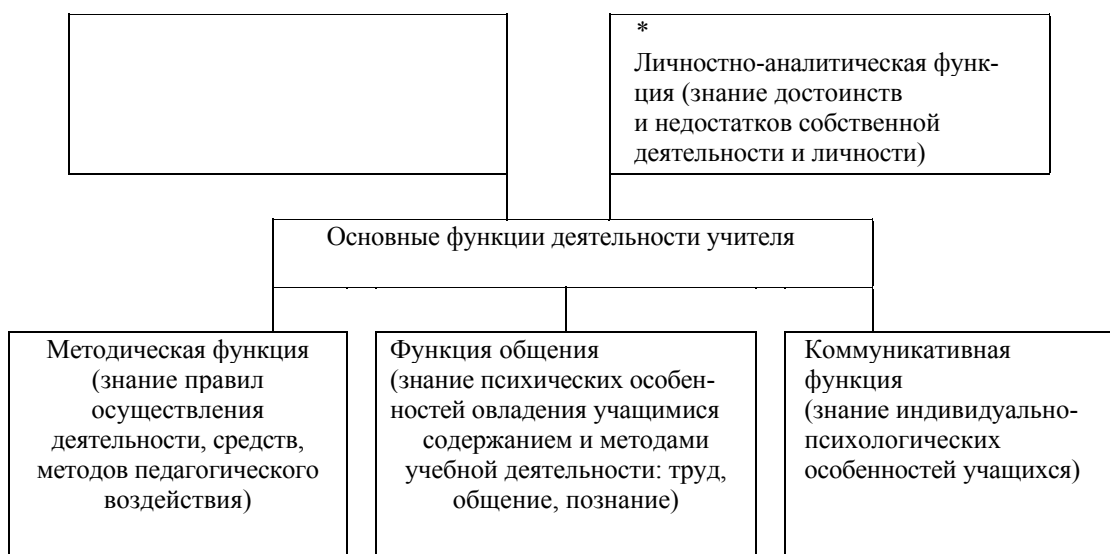 *
Личностно-аналитическая функ-
ция (знание достоинств
и недостатков собственной
деятельности и личности)
Основные функции деятельности учителя
Методическая функция
(знание правил
осуществления
деятельности, средств,
методов педагогического
воздействия)
Функция общения
(знание психических особен-
ностей овладения учащимися
содержанием и методами
учебной деятельности: труд,
общение, познание)
Коммуникативная
функция
(знание индивидуально-
психологических
особенностей учащихся)